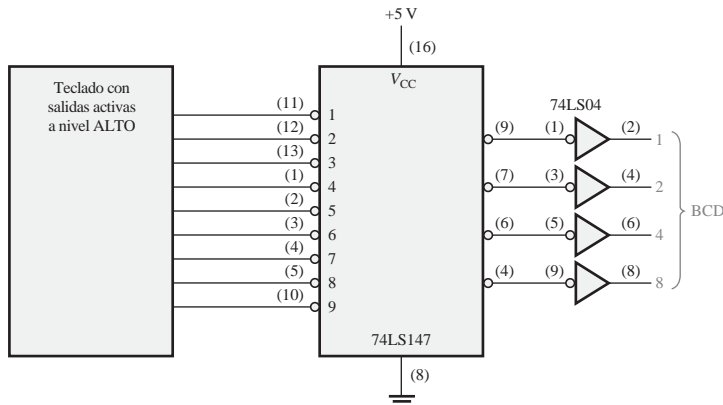 +5 V
(16)
Teclado con
salidas activas
a nivel ALTO
V_CC
74LS04
(11) 1
(12) 2
(13) 3
(1) 4
(2) 5
(3) 6
(4) 7
(5) 8
(10) 9
(9) (1) (2) 1
(7) (3) (4) 2
(6) (5) (6) 4
(4) (9) (8) 8
BCD
74LS147
(8)